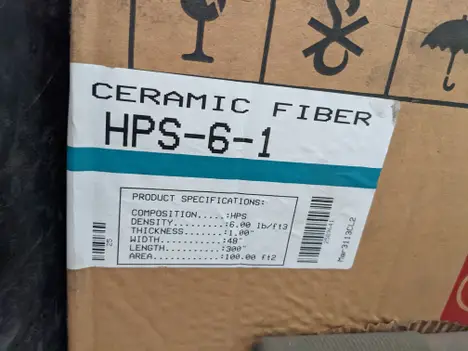 CERAMIC FIBER
HPS-6-1
PRODUCT SPECIFICATIONS:
COMPOSITION.....:HPS
DENSITY.........:6.00 lb/ft3
THICKNESS.......:1.00"
WIDTH...........:48"
LENGTH..........:300"
AREA............:100.00 ft2
Mar3113CL2